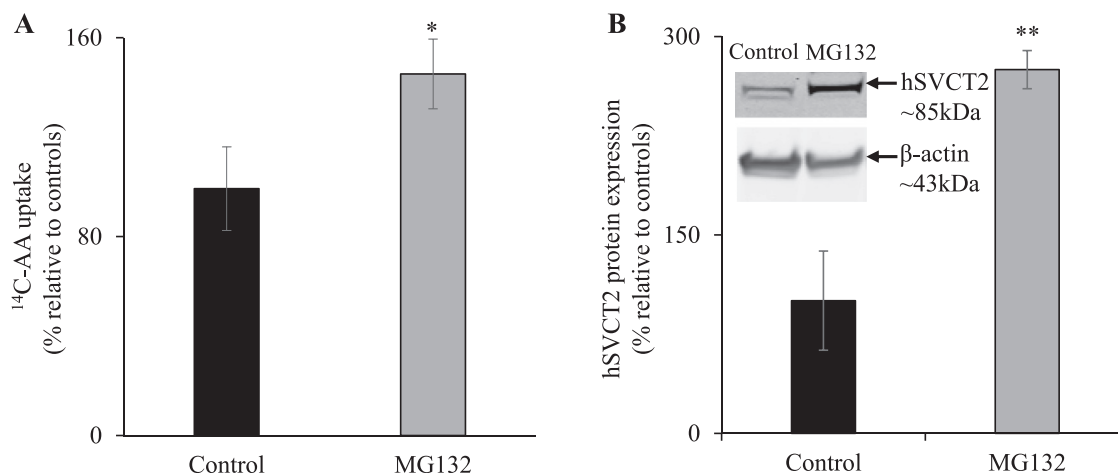 A
160
80
0
¹⁴C-AA uptake
(% relative to controls)
*
Control
MG132
B
300
150
0
hSVCT2 protein expression
(% relative to controls)
**
Control MG132
hSVCT2
~85kDa
β-actin
~43kDa
Control
MG132